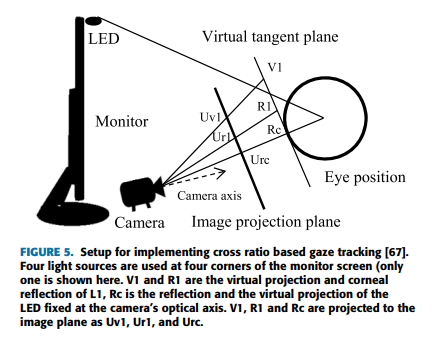 LED
Virtual tangent plane
V1
Monitor
Uv1
R1
Ur1
Rc
Urc
Eye position
Camera axis
Camera
Image projection plane
FIGURE 5. Setup for implementing cross ratio based gaze tracking [67].
Four light sources are used at four corners of the monitor screen (only
one is shown here. V1 and R1 are the virtual projection and corneal
reflection of L1, Rc is the reflection and the virtual projection of the
LED fixed at the camera's optical axis. V1, R1 and Rc are projected to the
image plane as Uv1, Ur1, and Urc.